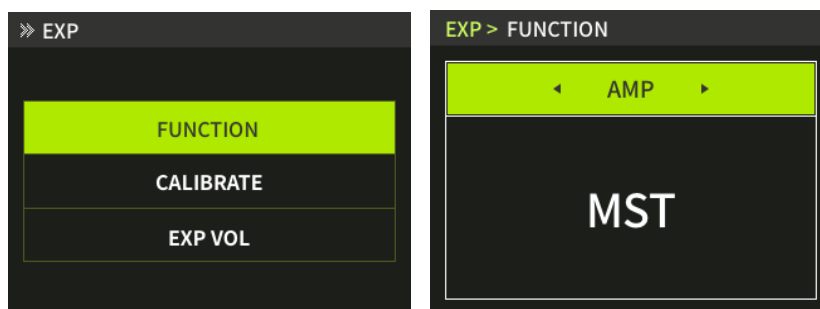 EXP
FUNCTION
CALIBRATE
EXP VOL
EXP > FUNCTION
AMP
MST